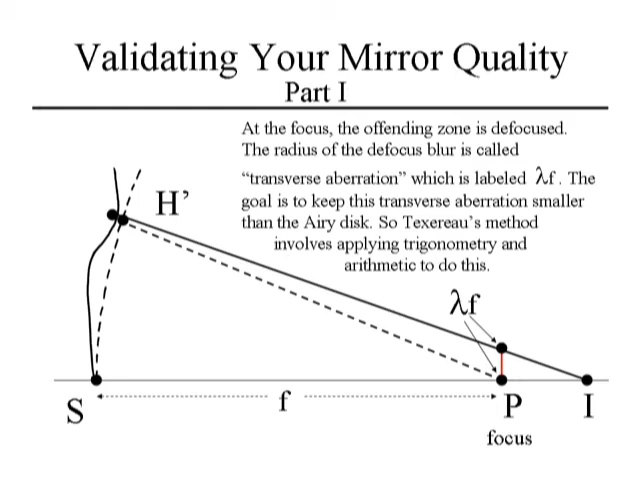 Validating Your Mirror Quality
Part I
At the focus, the offending zone is defocused.
The radius of the defocus blur is called
“transverse aberration” which is labeled λf. The
goal is to keep this transverse aberration smaller
than the Airy disk. So Texereau’s method
involves applying trigonometry and
arithmetic to do this.
H’
λf
S
f
P
I
focus